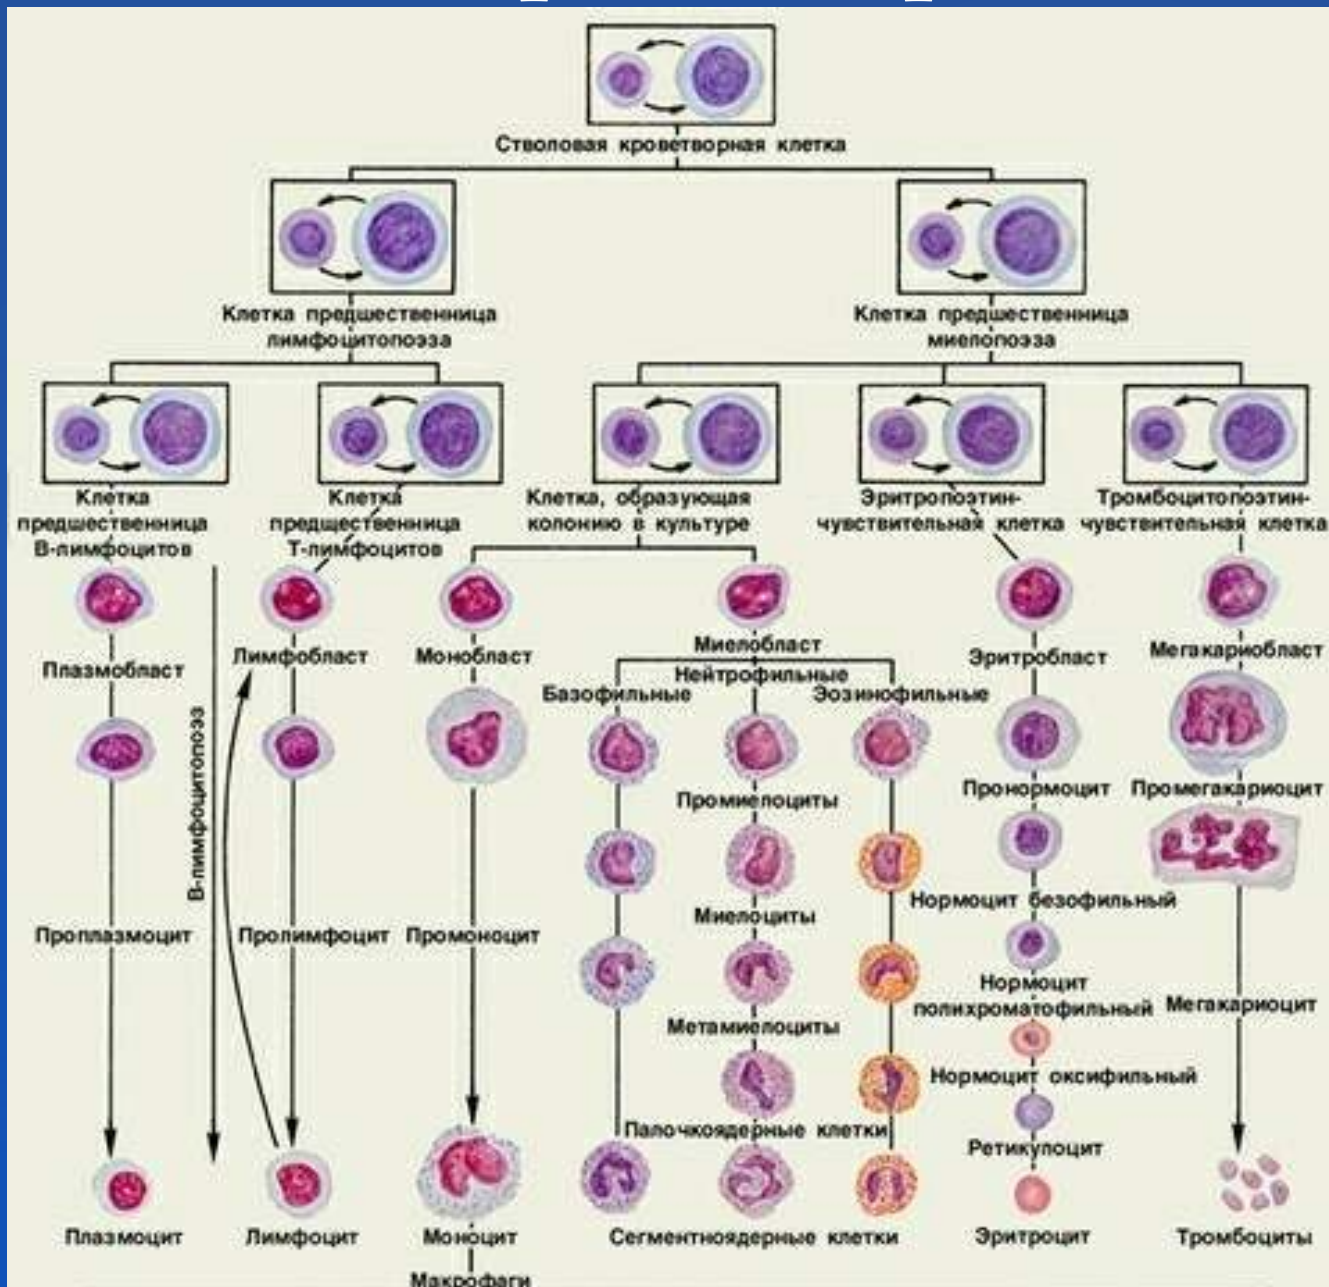 Стволовая кроветворная клетка
Клетка предшественница
лимфоцитопоэза
Клетка предшественница
миелопоэза
Клетка
предшественница
В-лимфоцитов
Клетка
предщественница
Т-лимфоцитов
Клетка, образующая
колонию в культуре
Эритропоэтин-
чувствительная клетка
Тромбоцитопоэтин-
чувствительная клетка
Плазмобласт
Лимфобласт
Монобласт
Миелобласт
Эритробласт
Мегакариобласт
Базофильные
Нейтрофильные
Эозинофильные
В-лимфоцитопоэз
Промиелоциты
Пронормоцит
Промегакариоцит
Миелоциты
Нормоцит безофильный
Проплазмоцит
Пролимфоцит
Промоноцит
Нормоцит
полихроматофильный
Мегакариоцит
Метамиелоциты
Нормоцит оксифильный
Палочкоядерные клетки
Ретикулоцит
Плазмоцит
Лимфоцит
Моноцит
Сегментноядерные клетки
Эритроцит
Тромбоциты
Макрофаги